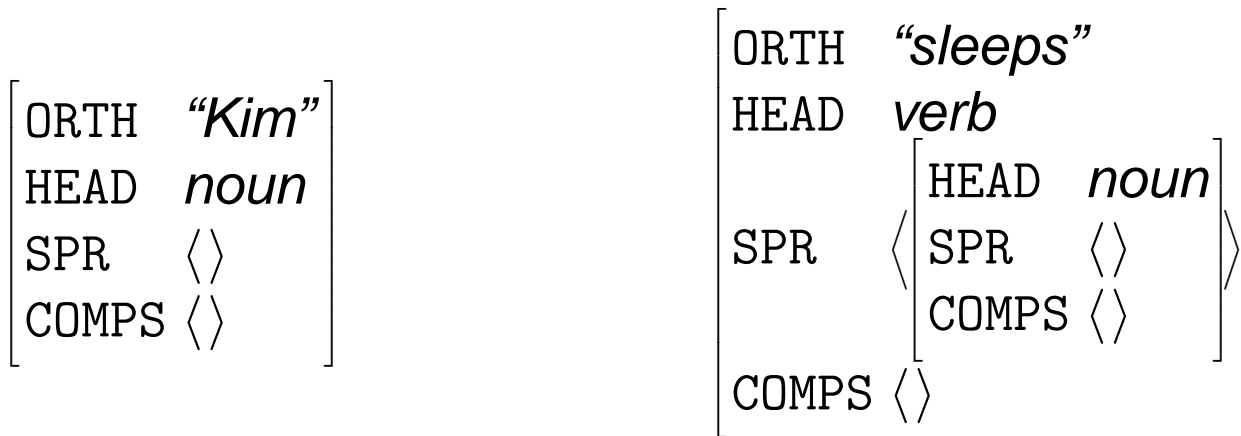 ORTH “Kim”
HEAD noun
SPR ⟨⟩
COMPS ⟨⟩
ORTH “sleeps”
HEAD verb
HEAD noun
SPR ⟨ SPR ⟨⟩ ⟩
COMPS ⟨⟩
COMPS ⟨⟩